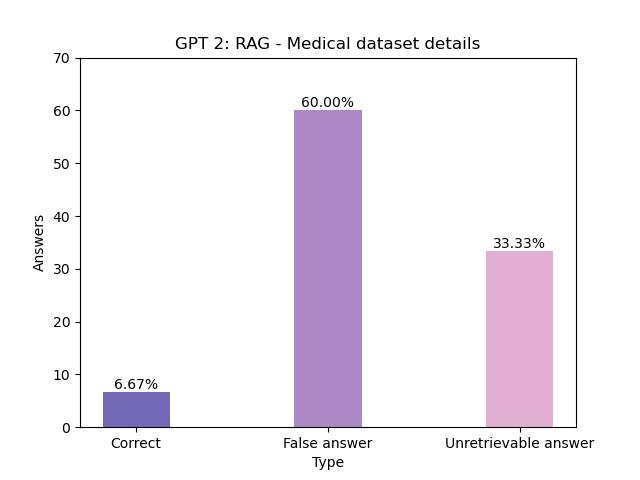 GPT 2: RAG - Medical dataset details
70
60
50
40
30
20
10
0
Answers
6.67%
60.00%
33.33%
Correct
False answer
Unretrievable answer
Type